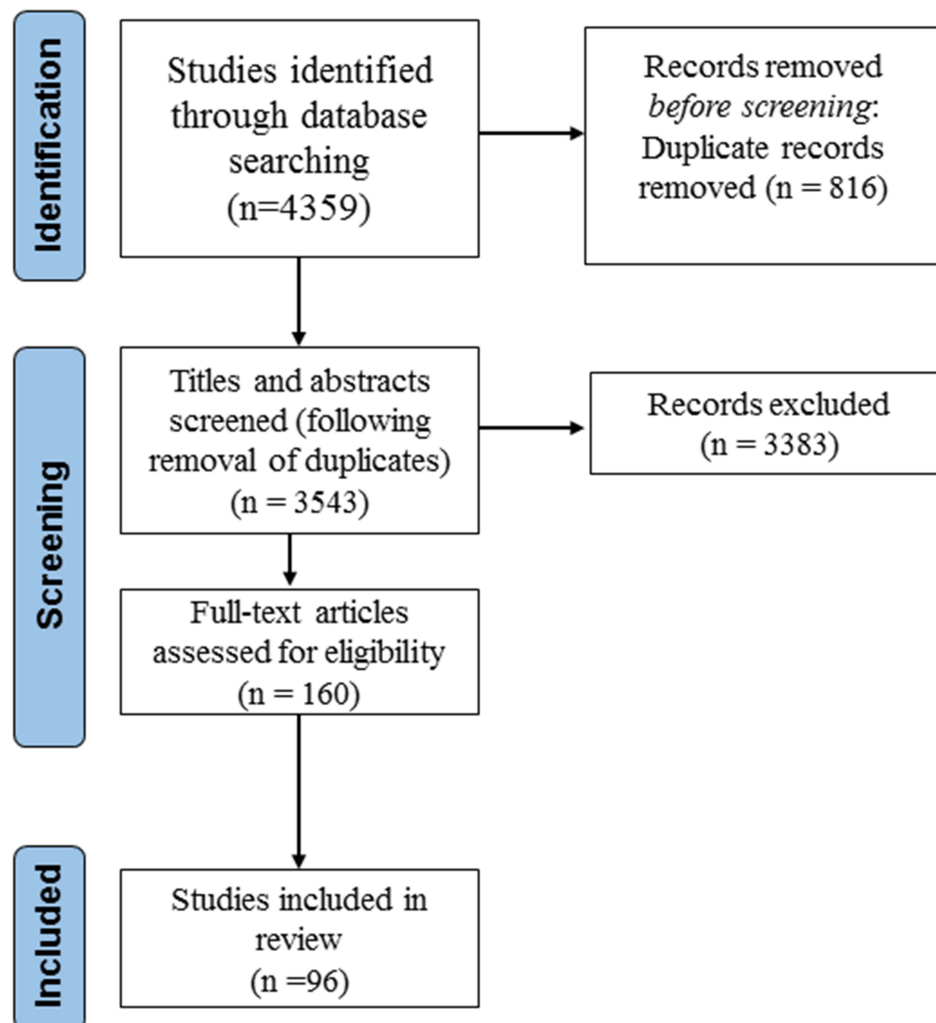 Identification
Studies identified
through database
searching
(n=4359)
Records removed
before screening:
Duplicate records
removed (n = 816)
Screening
Titles and abstracts
screened (following
removal of duplicates)
(n = 3543)
Records excluded
(n = 3383)
Full-text articles
assessed for eligibility
(n = 160)
Included
Studies included in
review
(n =96)